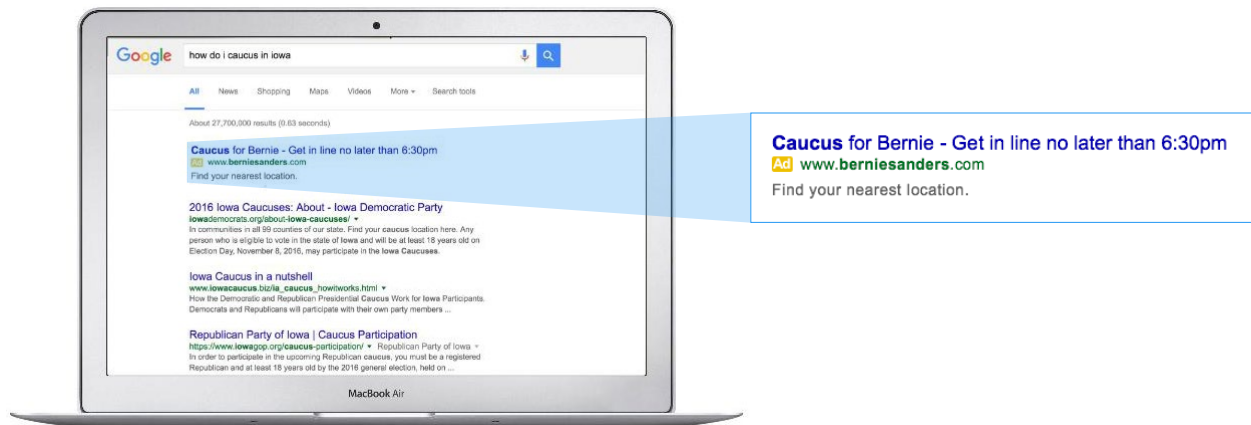 Google
how do i caucus in iowa
All News Shopping Maps Videos More Search tools
About 27,700,000 results (0.63 seconds)
Caucus for Bernie - Get in line no later than 6:30pm
Ad www.berniesanders.com
Find your nearest location.
2016 Iowa Caucuses: About - Iowa Democratic Party
iowademocrats.org/about-iowa-caucuses/
In communities in all 99 counties of our state. Find your caucus location here. Any
person who is eligible to vote in the state of Iowa and will be at least 18 years old on
Election Day, November 8, 2016, may participate in the Iowa Caucuses.
Iowa Caucus in a nutshell
www.iowacaucus.biz/ia_caucus_howitworks.html
How the Democratic and Republican Presidential Caucus Work for Iowa Participants.
Democrats and Republicans will participate with their own party members ...
Republican Party of Iowa | Caucus Participation
https://www.iowagop.org/caucus-participation/ Republican Party of Iowa
In order to participate in the upcoming Republican caucus, you must be a registered
Republican and at least 18 years old by the 2016 general election, held on ...
MacBook Air
Caucus for Bernie - Get in line no later than 6:30pm
Ad www.berniesanders.com
Find your nearest location.